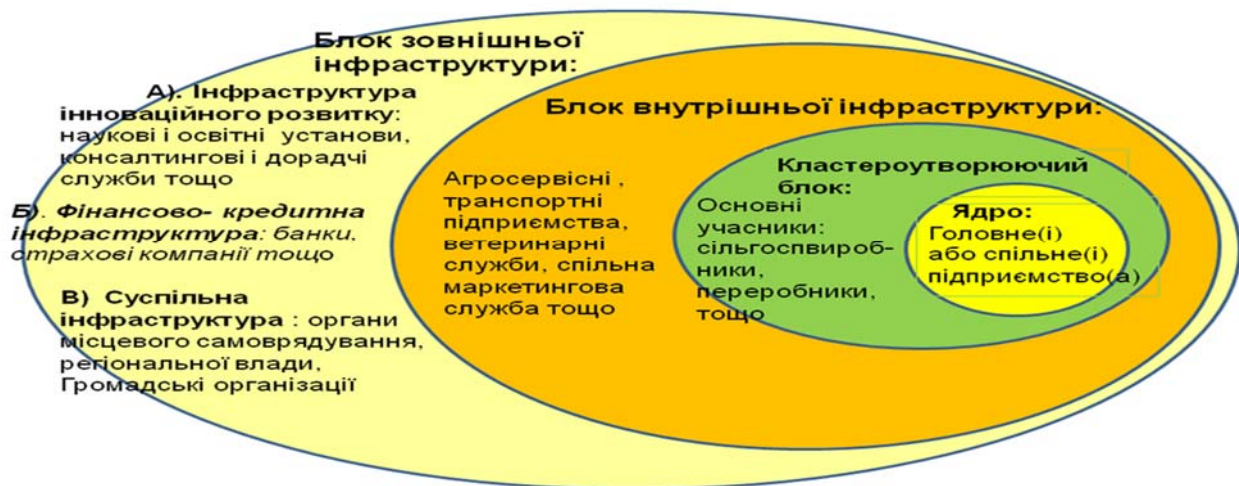 Блок зовнішньої
інфраструктури:
А). Інфраструктура
інноваційного розвитку:
наукові і освітні установи,
консалтингові і дорадчі
служби тощо
Б). Фінансово- кредитна
інфраструктура: банки,
страхові компанії тощо
В) Суспільна
інфраструктура : органи
місцевого самоврядування,
регіональної влади,
Громадські організації
Блок внутрішньої інфраструктури:
Агросервісні ,
транспортні
підприємства,
ветеринарні
служби, спільна
маркетингова
служба тощо
Кластероутворюючий
блок:
Основні
учасники:
сільгоспвироб-
ники,
переробники,
тощо
Ядро:
Головне(і)
або спільне(і)
підприємство(а)